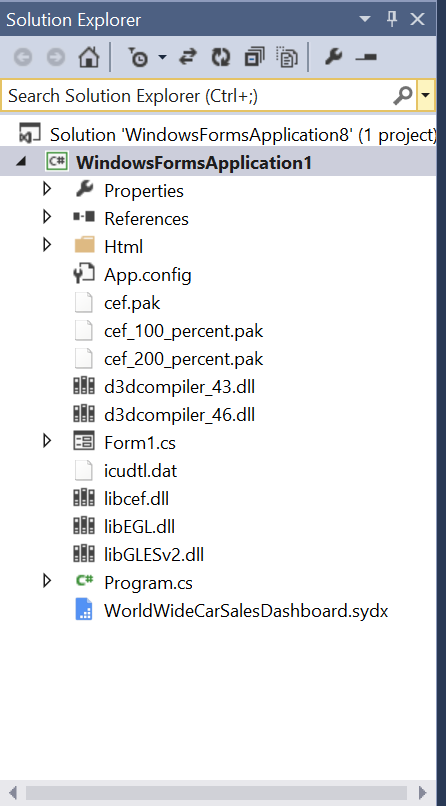 Solution Explorer
Search Solution Explorer (Ctrl+;)
Solution 'WindowsFormsApplication8' (1 project)
C# WindowsFormsApplication1
Properties
References
Html
App.config
cef.pak
cef_100_percent.pak
cef_200_percent.pak
d3dcompiler_43.dll
d3dcompiler_46.dll
Form1.cs
icudtl.dat
libcef.dll
libEGL.dll
libGLESv2.dll
C# Program.cs
WorldWideCarSalesDashboard.sydx